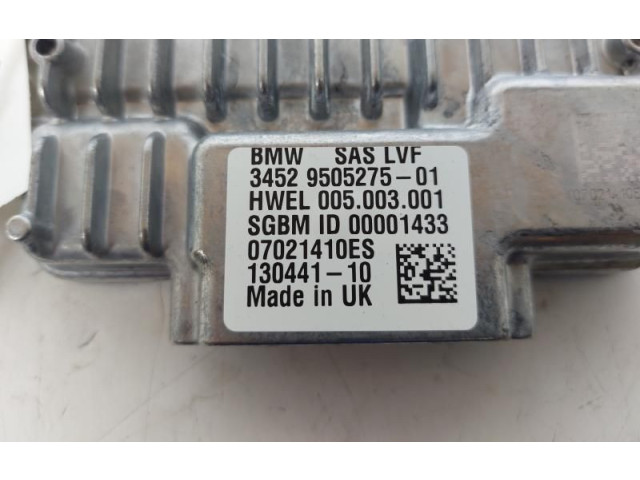 BMW SAS LVF
3452 9505275-01
HWEL 005.003.001
SGBM ID 00001433
07021410ES
130441-10
Made in UK